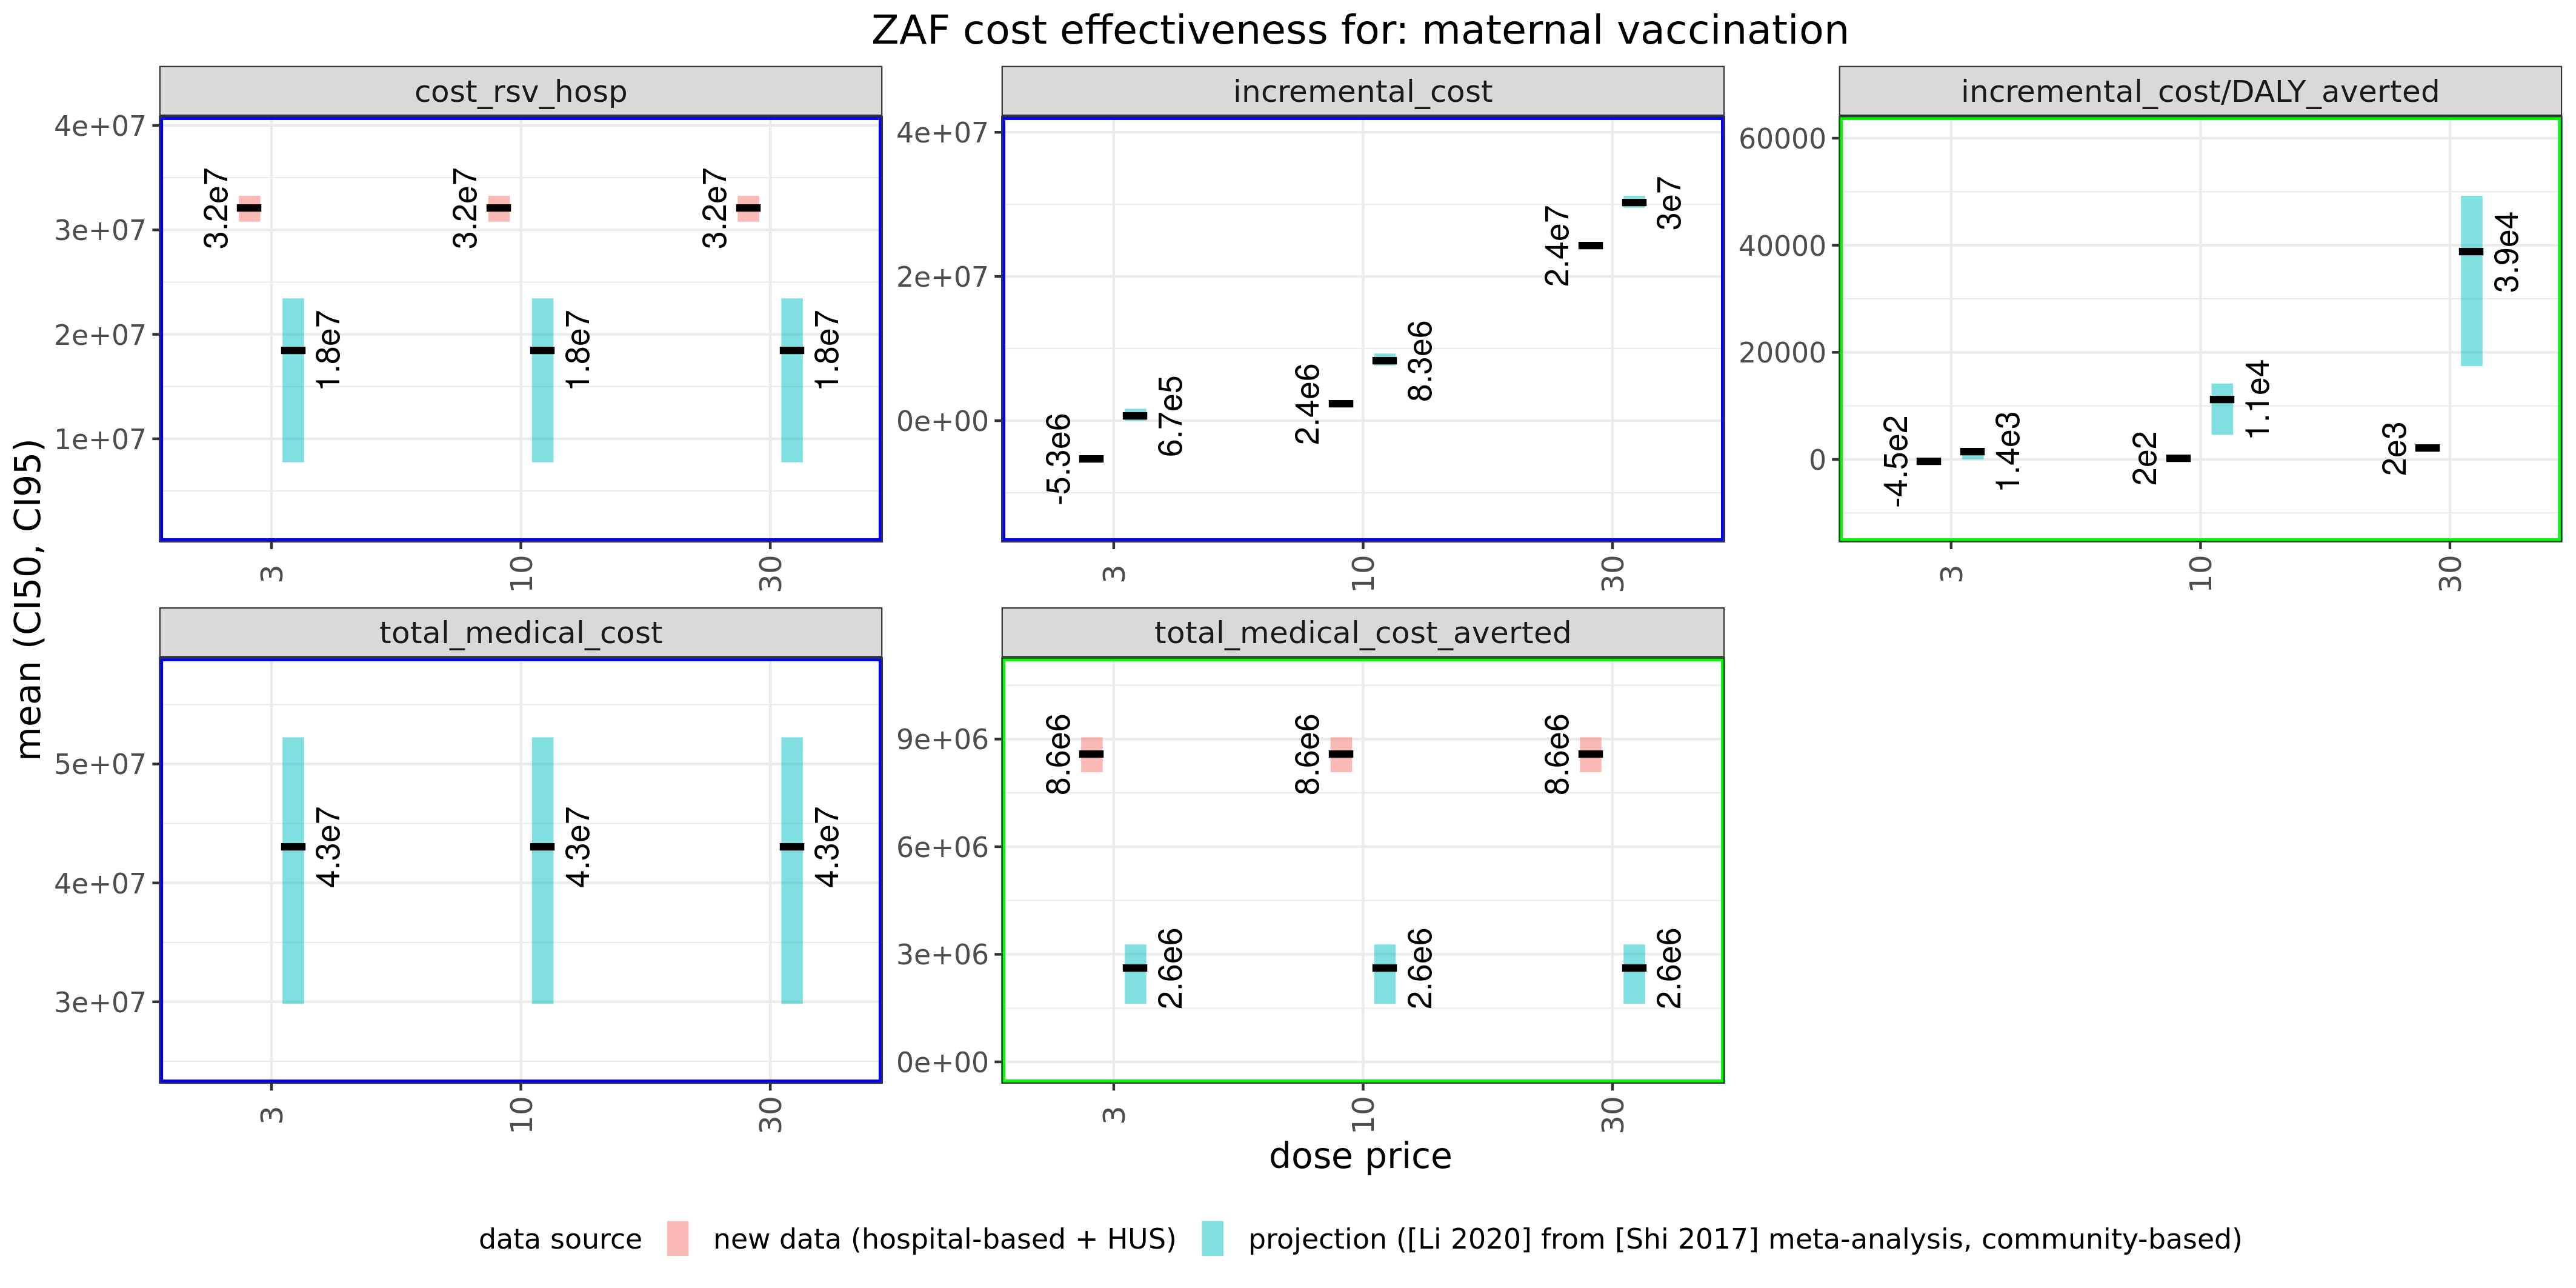 ZAF cost effectiveness for: maternal vaccination
mean (CI50, CI95)
cost_rsv_hosp
4e+07
3e+07
2e+07
1e+07
3.2e7
3.2e7
3.2e7
1.8e7
1.8e7
1.8e7
3
10
30
incremental_cost
4e+07
2e+07
0e+00
-5.3e6
6.7e5
2.4e6
8.3e6
2.4e7
3e7
3
10
30
incremental_cost/DALY_averted
60000
40000
20000
0
-4.5e2
1.4e3
2e2
1.1e4
2e3
3.9e4
3
10
30
total_medical_cost
5e+07
4e+07
3e+07
4.3e7
4.3e7
4.3e7
3
10
30
total_medical_cost_averted
9e+06
6e+06
3e+06
0e+00
8.6e6
8.6e6
8.6e6
2.6e6
2.6e6
2.6e6
3
10
30
dose price
data source new data (hospital-based + HUS) projection ([Li 2020] from [Shi 2017] meta-analysis, community-based)